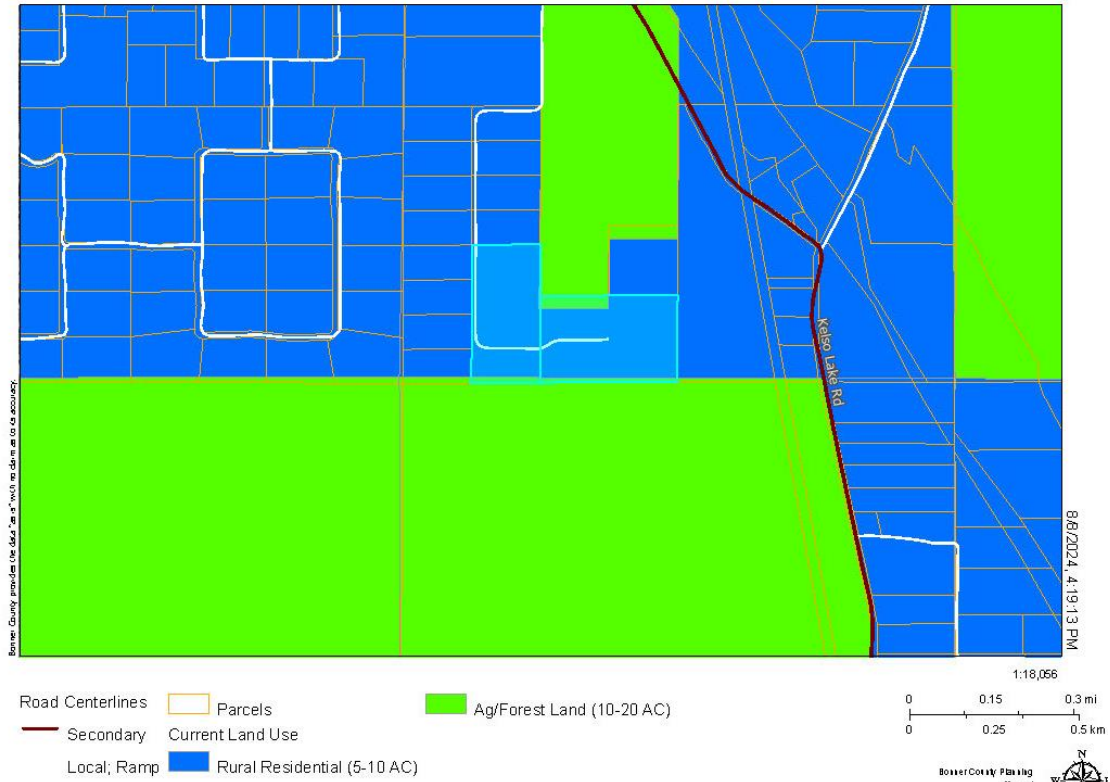 Kelso Lake Rd
8/8/2024, 4:19:13 PM
1:18,056
Road Centerlines
Secondary
Local; Ramp
Parcels
Current Land Use
Rural Residential (5-10 AC)
Ag/Forest Land (10-20 AC)
0 0.15 0.3 mi
0 0.25 0.5 km
Bonner County Planning
N
W